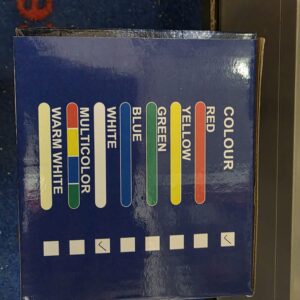 COLOUR
RED
YELLOW
GREEN
BLUE
WHITE
MULTICOLOR
WARM WHITE